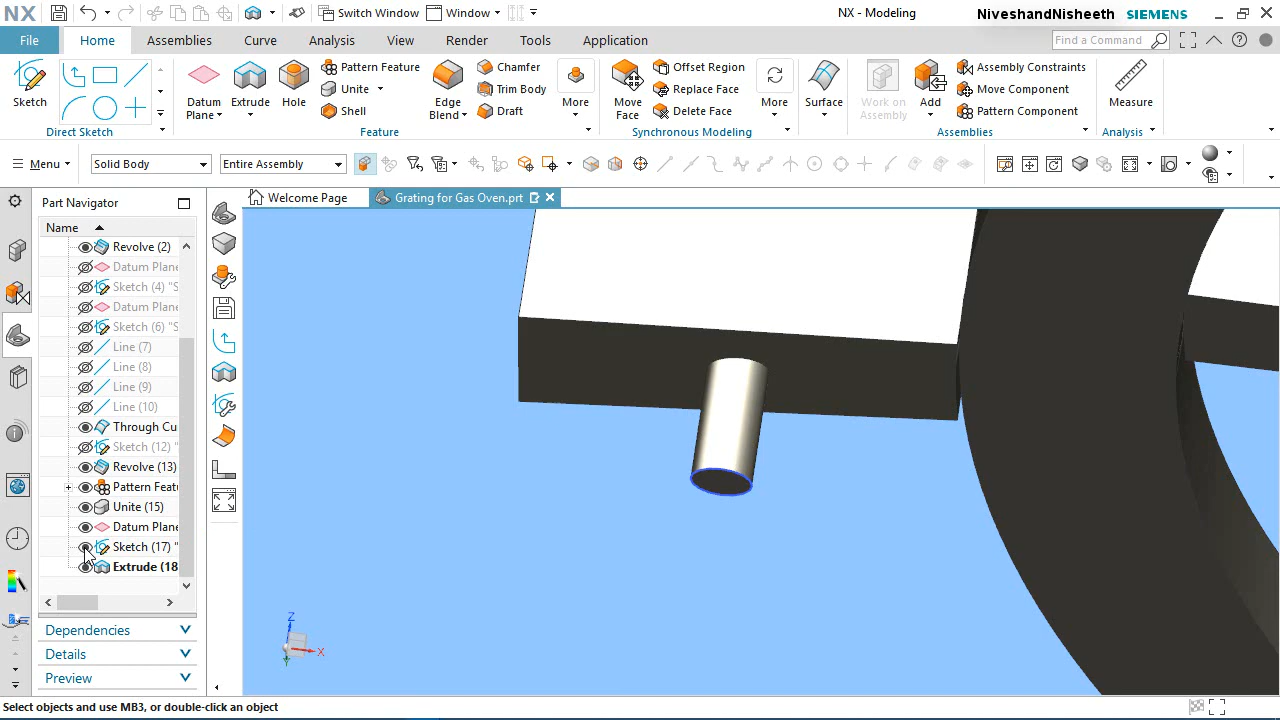 NX
Switch Window
Window
NX - Modeling
NiveshandNisheeth SIEMENS
File
Home
Assemblies
Curve
Analysis
View
Render
Tools
Application
Find a Command
Sketch
Direct Sketch
Datum Plane
Extrude
Hole
Pattern Feature
Unite
Shell
Edge Blend
Chamfer
Trim Body
Draft
More
Feature
Move Face
Offset Region
Replace Face
Delete Face
More
Synchronous Modeling
Surface
Work on Assembly
Add
Assembly Constraints
Move Component
Pattern Component
Assemblies
Measure
Analysis
Menu
Solid Body
Entire Assembly
Part Navigator
Welcome Page
Grating for Gas Oven.prt
Name
Revolve (2)
Datum Plane
Sketch (4) "S
Datum Plane
Sketch (6) "S
Line (7)
Line (8)
Line (9)
Line (10)
Through Cu
Sketch (12) "
Revolve (13)
Pattern Featu
Unite (15)
Datum Plane
Sketch (17) "
Extrude (18
Dependencies
Details
Preview
Z
X
Select objects and use MB3, or double-click an object